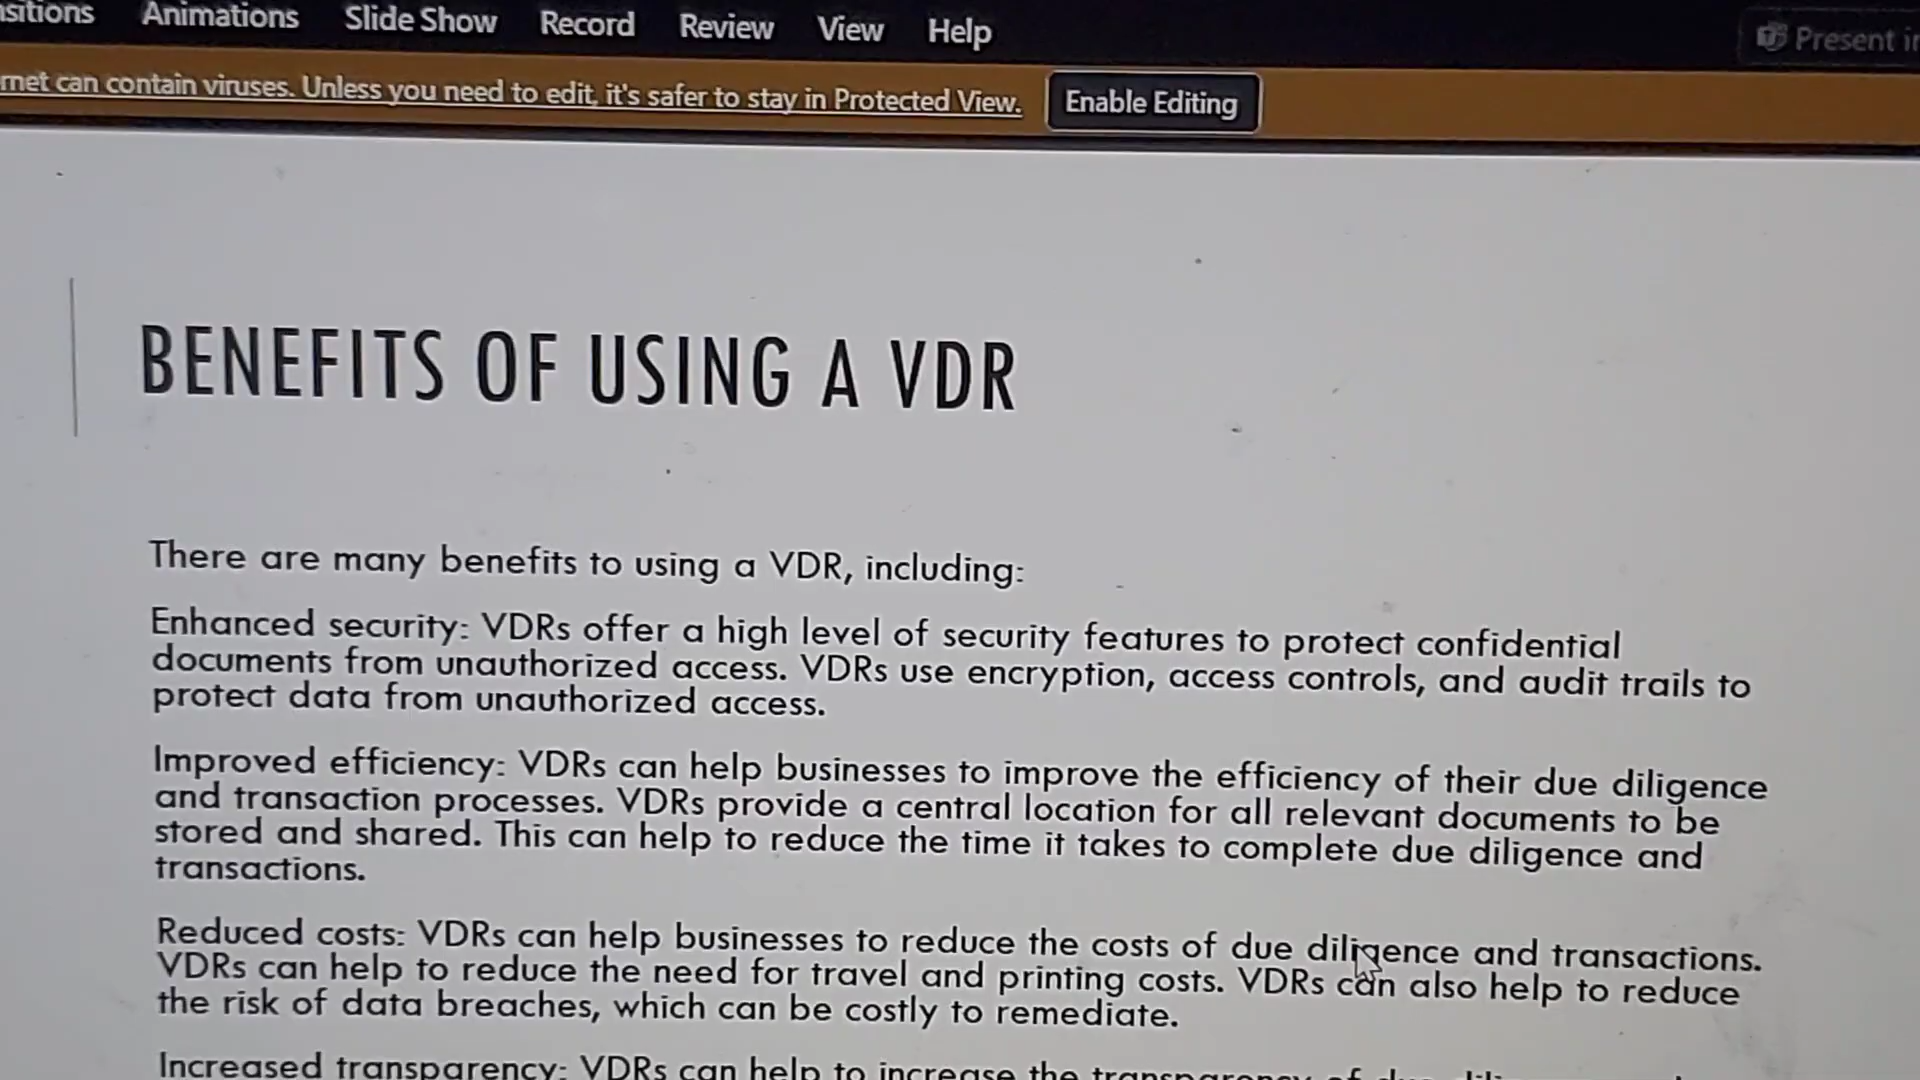 Animations Slide Show Record Review View Help Present
can contain viruses. Unless you need to edit, it's safer to stay in Protected View. Enable Editing
BENEFITS OF USING A VDR
There are many benefits to using a VDR, including:
Enhanced security: VDRs offer a high level of security features to protect confidential
documents from unauthorized access. VDRs use encryption, access controls, and audit trails to
protect data from unauthorized access.
Improved efficiency: VDRs can help businesses to improve the efficiency of their due diligence
and transaction processes. VDRs provide a central location for all relevant documents to be
stored and shared. This can help to reduce the time it takes to complete due diligence and
transactions.
Reduced costs: VDRs can help businesses to reduce the costs of due diligence and transactions.
VDRs can help to reduce the need for travel and printing costs. VDRs can also help to reduce
the risk of data breaches, which can be costly to remediate.
Increased transparency: VDRs can help to increase the transparency of